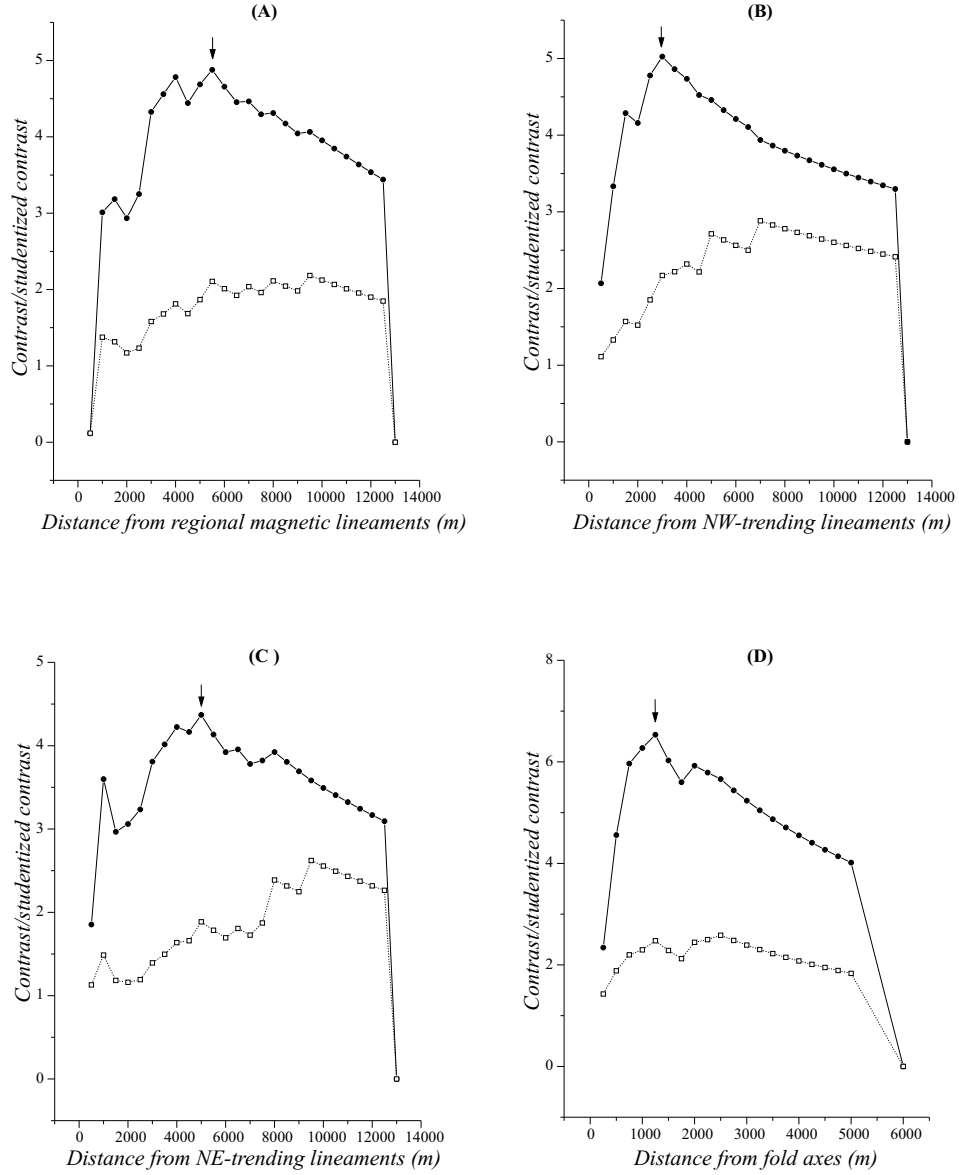 (A)
5
4
3
2
1
0
Contrast/studentized contrast
0 2000 4000 6000 8000 10000 12000 14000
Distance from regional magnetic lineaments (m)
(B)
5
4
3
2
1
0
Contrast/studentized contrast
0 2000 4000 6000 8000 10000 12000 14000
Distance from NW-trending lineaments (m)
(C )
5
4
3
2
1
0
Contrast/studentized contrast
0 2000 4000 6000 8000 10000 12000 14000
Distance from NE-trending lineaments (m)
(D)
8
6
4
2
0
Contrast/studentized contrast
0 1000 2000 3000 4000 5000 6000
Distance from fold axes (m)